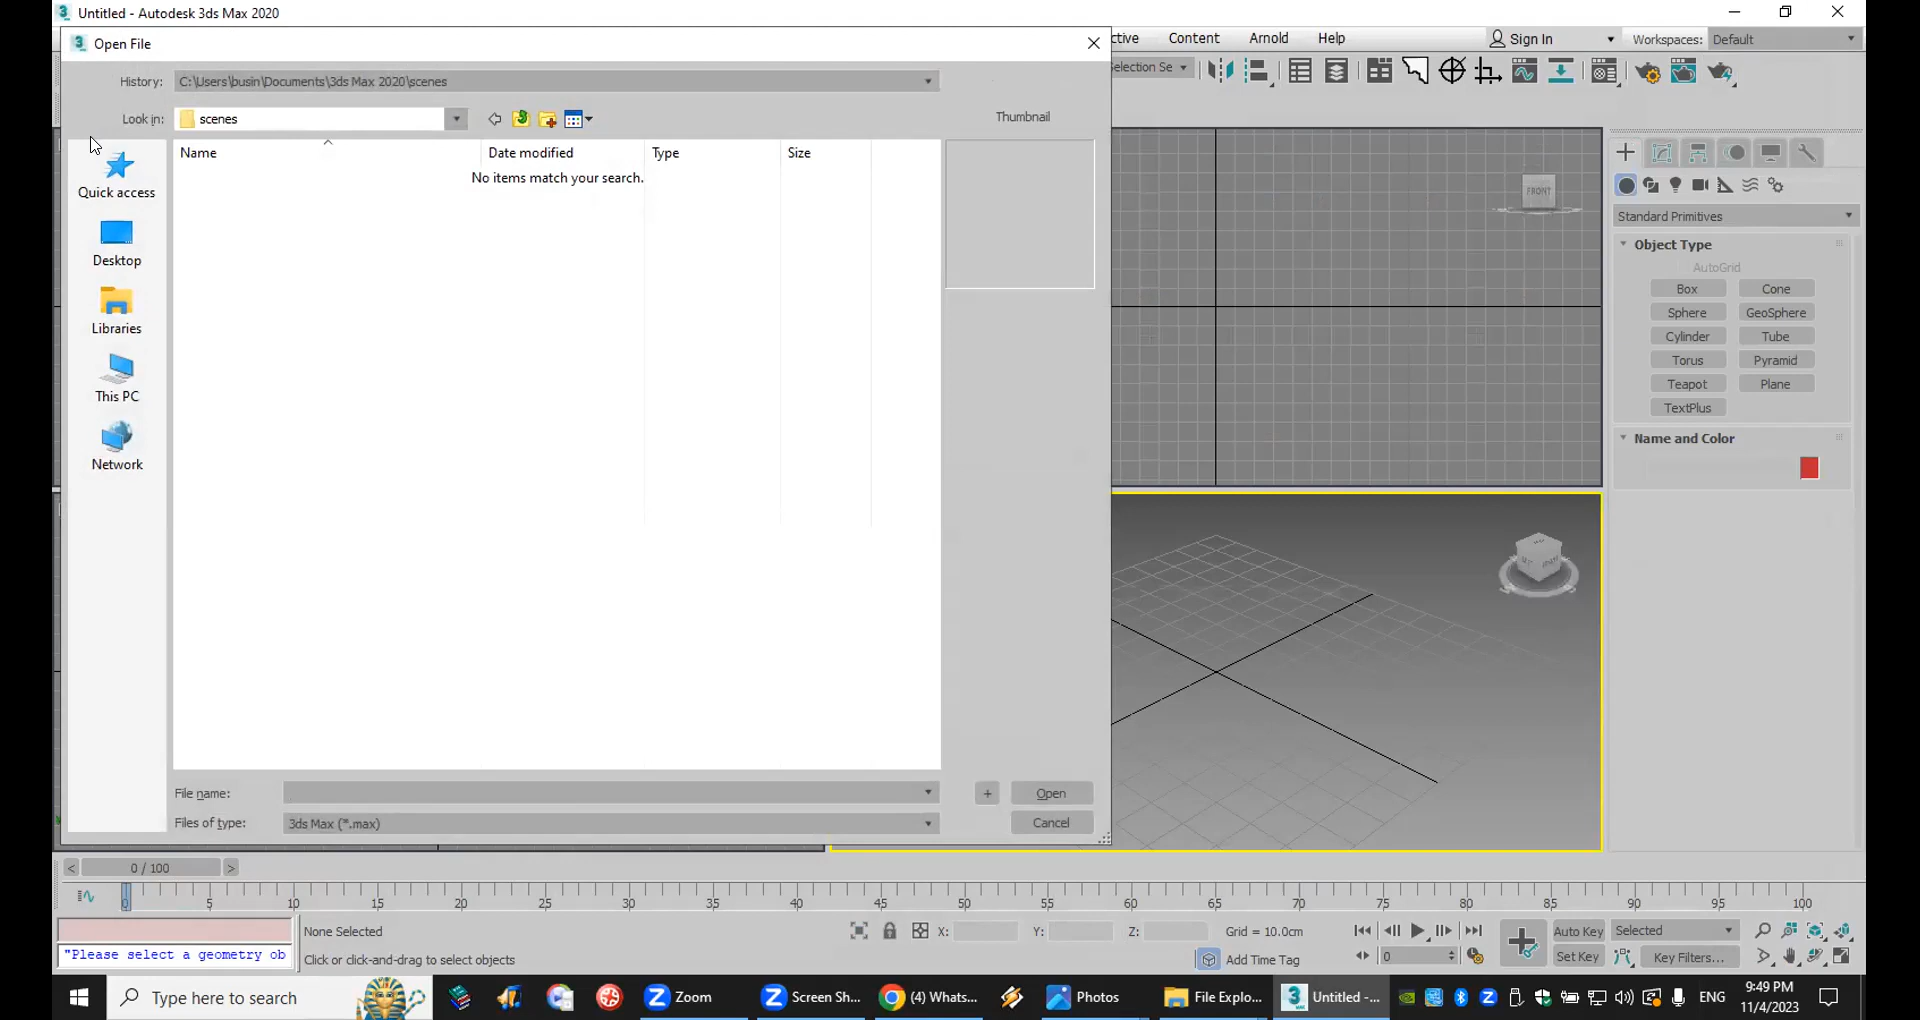 Untitled - Autodesk 3ds Max 2020
Open File
ctive Content Arnold Help
Sign In
Workspaces: Default
History: C:\Users\busin\Documents\3ds Max 2020\scenes
election Se
Look in: scenes
Thumbnail
Name Date modified Type Size
No items match your search.
Quick access
Desktop
Libraries
This PC
Network
FRONT
Standard Primitives
Object Type
AutoGrid
Box Cone
Sphere GeoSphere
Cylinder Tube
Torus Pyramid
Teapot Plane
TextPlus
Name and Color
File name:
+ Open
Files of type: 3ds Max (*.max)
Cancel
< 0 / 100 >
0 5 10 15 20 25 30 35 40 45 50 55 60 65 70 75 80 85 90 95 100
None Selected
X: Y: Z: Grid = 10.0cm
Auto Key Selected
"Please select a geometry ob
Click or click-and-drag to select objects
Add Time Tag
0
Set Key Key Filters...
Type here to search
Zoom
Screen Sh...
(4) Whats...
Photos
File Explo...
Untitled -...
ENG
9:49 PM
11/4/2023